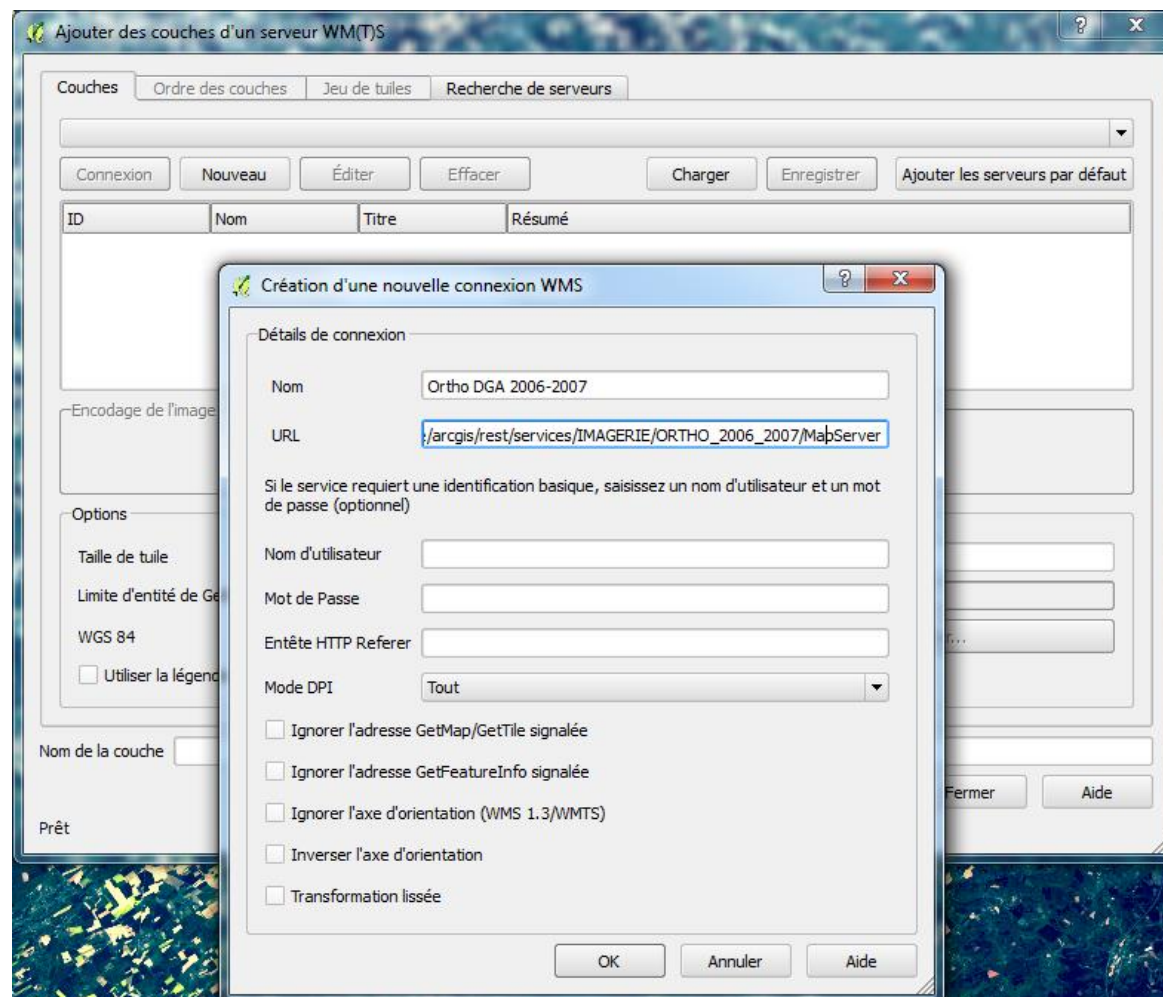 Ajouter des couches d'un serveur WM(T)S
Couches Ordre des couches Jeu de tuiles Recherche de serveurs
Connexion Nouveau Éditer Effacer Charger Enregistrer Ajouter les serveurs par défaut
ID Nom Titre Résumé
Création d'une nouvelle connexion WMS
Détails de connexion
Nom Ortho DGA 2006-2007
Encodage de l'image
URL /arcgis/rest/services/IMAGERIE/ORTHO_2006_2007/MapServer
Si le service requiert une identification basique, saisissez un nom d'utilisateur et un mot
de passe (optionnel)
Options
Nom d'utilisateur
Taille de tuile
Limite d'entité de Ge
Mot de Passe
WGS 84
Entête HTTP Referer
Utiliser la légend
Mode DPI Tout
Ignorer l'adresse GetMap/GetTile signalée
Nom de la couche
Ignorer l'adresse GetFeatureInfo signalée
Fermer Aide
Ignorer l'axe d'orientation (WMS 1.3/WMTS)
Prêt
Inverser l'axe d'orientation
Transformation lissée
OK Annuler Aide